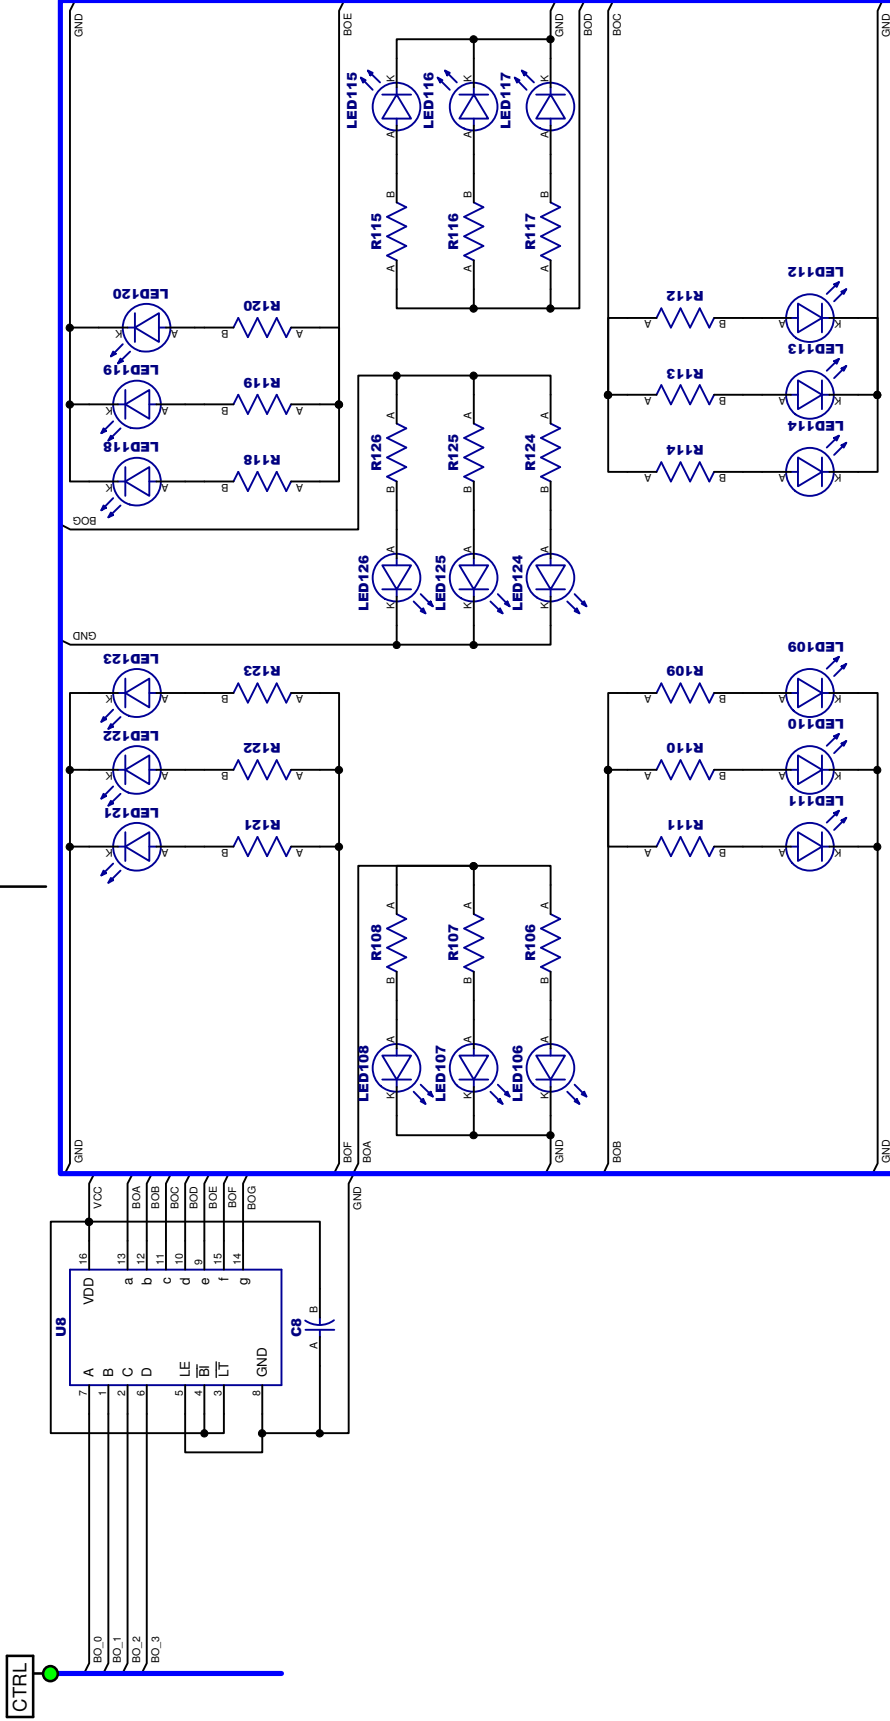 GND
BOE
GND
BOD
BOC
GND
LED115
K
A
B
R115
A
LED116
K
A
B
R116
A
LED117
K
A
B
R117
A
LED120
K
A
B
R120
A
LED119
K
A
B
R119
A
LED118
K
A
B
R118
A
BOG
GND
R126
A
B
LED126
A
K
R125
A
B
LED125
A
K
R124
A
B
LED124
A
K
R112
A
B
LED112
A
K
R113
A
B
LED113
A
K
R114
A
B
LED114
A
K
LED123
K
A
B
R123
A
LED122
K
A
B
R122
A
LED121
K
A
B
R121
A
R109
A
B
LED109
A
K
R110
A
B
LED110
A
K
R111
A
B
LED111
A
K
R108
A
B
LED108
A
K
R107
A
B
LED107
A
K
R106
A
B
LED106
A
K
GND
BOF
BOA
GND
BOB
GND
VCC
BOA
BOB
BOC
BOD
BOE
BOF
BOG
GND
16
13
12
11
10
9
15
14
VDD
a
b
c
d
e
f
g
U8
C8
B
A
A
B
C
D
LE
BI
LT
GND
7
1
2
6
5
4
3
8
BO_0
BO_1
BO_2
BO_3
CTRL